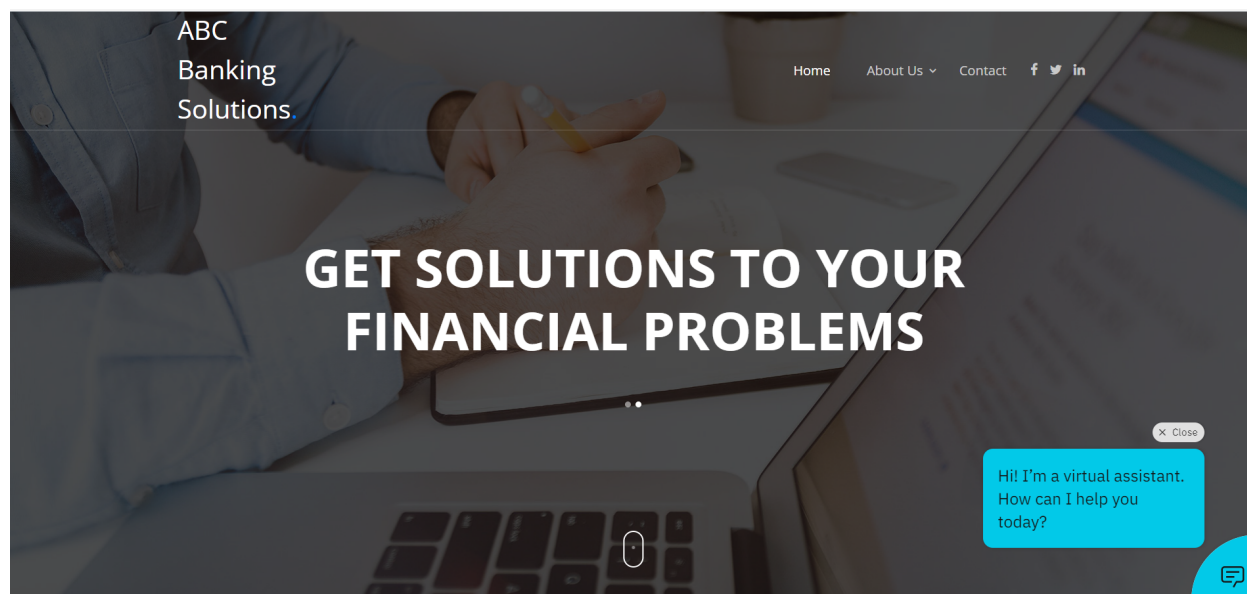 ABC
Banking
Solutions.
Home About Us Contact
GET SOLUTIONS TO YOUR
FINANCIAL PROBLEMS
× Close
Hi! I'm a virtual assistant.
How can I help you
today?